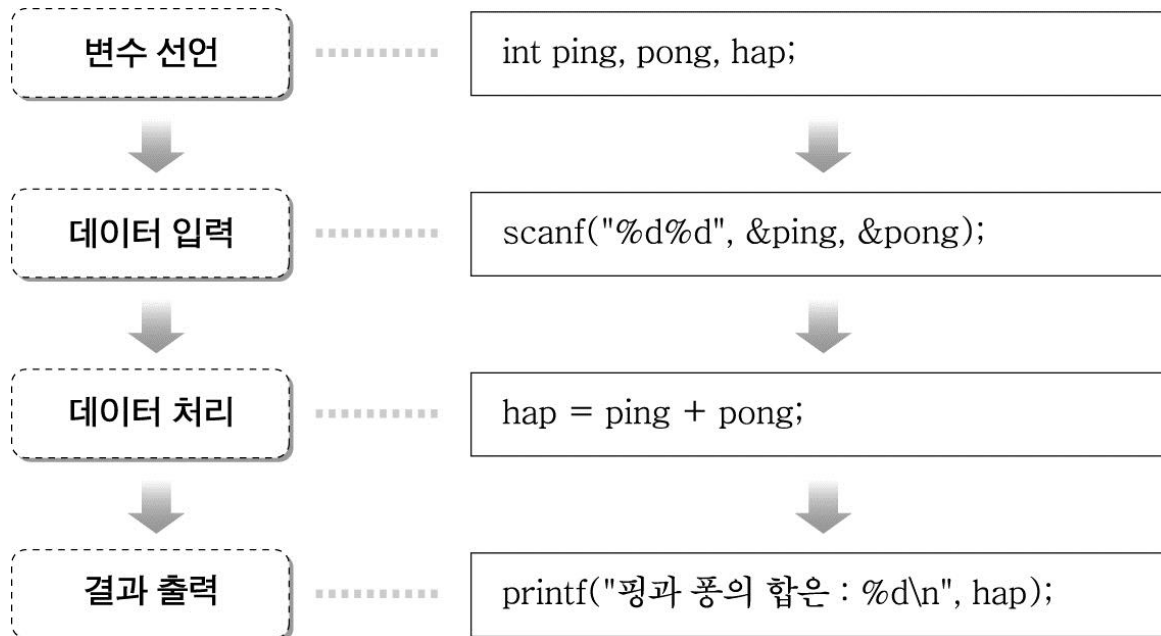 변수 선언
int ping, pong, hap;
데이터 입력
scanf("%d%d", &ping, &pong);
데이터 처리
hap = ping + pong;
결과 출력
printf("핑과 퐁의 합은 : %d\n", hap);